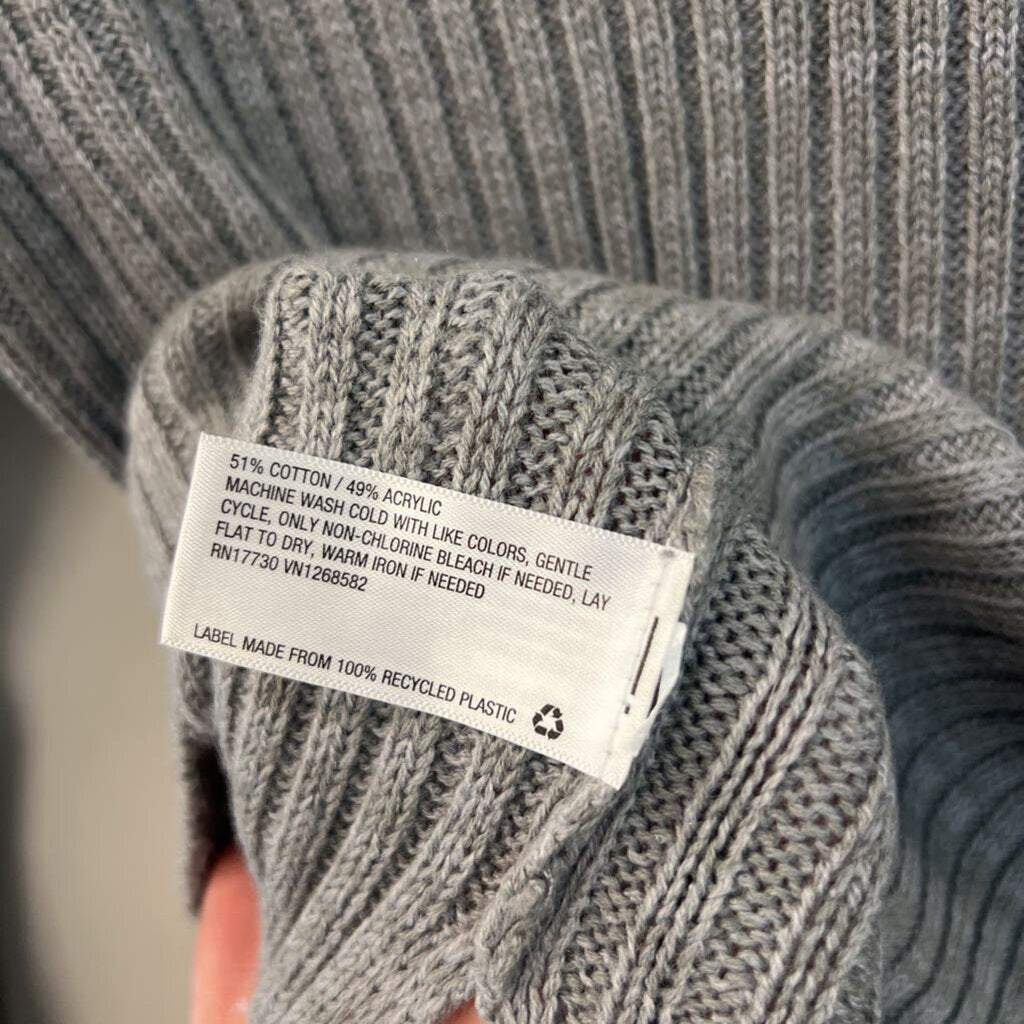 51% COTTON / 49% ACRYLIC
MACHINE WASH COLD WITH LIKE COLORS, GENTLE
CYCLE, ONLY NON-CHLORINE BLEACH IF NEEDED, LAY
FLAT TO DRY, WARM IRON IF NEEDED
RN17730 VN1268582
LABEL MADE FROM 100% RECYCLED PLASTIC